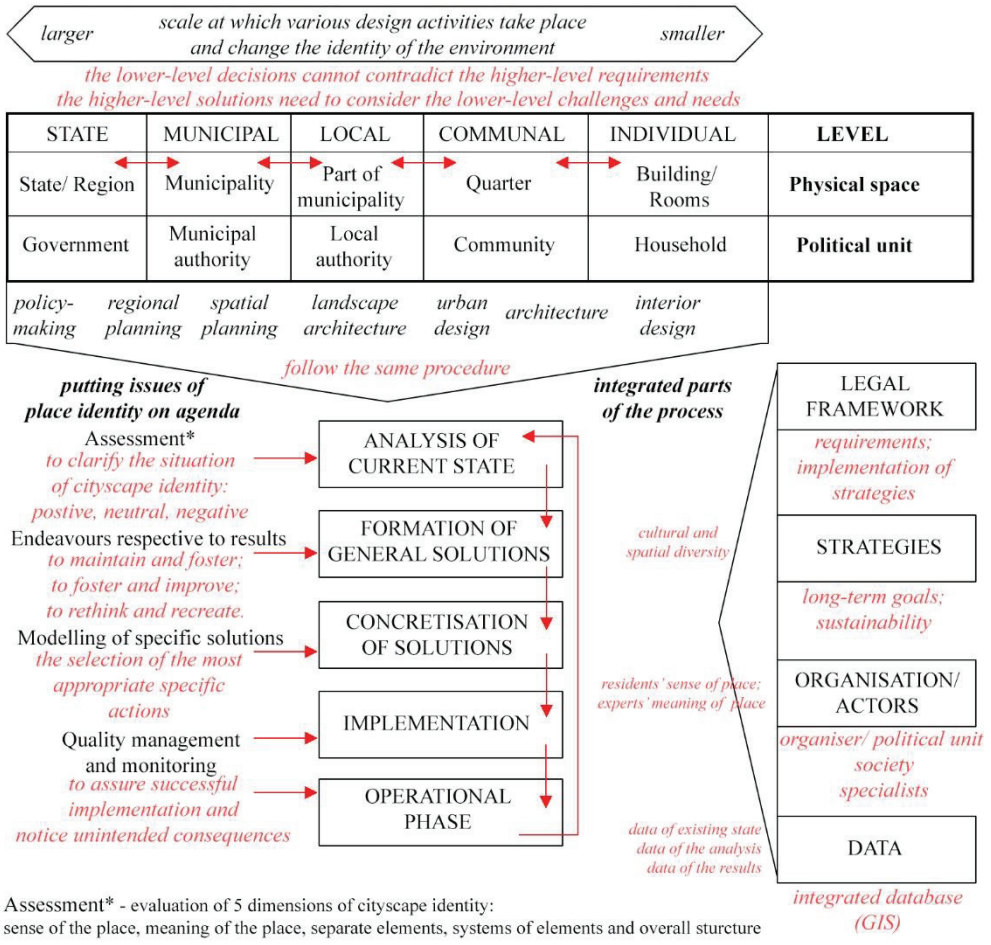 larger
scale at which various design activities take place
and change the identity of the environment
smaller
the lower-level decisions cannot contradict the higher-level requirements
the higher-level solutions need to consider the lower-level challenges and needs
STATE MUNICIPAL LOCAL COMMUNAL INDIVIDUAL LEVEL
State/ Region
Municipality
Part of
municipality
Quarter
Building/
Rooms
Physical space
Government
Municipal
authority
Local
authority
Community
Household
Political unit
policy-
making
regional
planning
spatial
planning
landscape
architecture
urban
design
architecture
interior
design
follow the same procedure
putting issues of
place identity on agenda
Assessment*
to clarify the situation
of cityscape identity:
postive, neutral, negative
Endeavours respective to results
to maintain and foster;
to foster and improve;
to rethink and recreate.
Modelling of specific solutions
the selection of the most
appropriate specific
actions
Quality management
and monitoring
to assure successful
implementation and
notice unintended consequences
ANALYSIS OF
CURRENT STATE
FORMATION OF
GENERAL SOLUTIONS
CONCRETISATION
OF SOLUTIONS
IMPLEMENTATION
OPERATIONAL
PHASE
integrated parts
of the process
cultural and
spatial diversity
residents' sense of place;
experts' meaning of place
data of existing state
data of the analysis
data of the results
LEGAL
FRAMEWORK
requirements;
implementation of
strategies
STRATEGIES
long-term goals;
sustainability
ORGANISATION/
ACTORS
organiser/ political unit
society
specialists
DATA
integrated database
(GIS)
Assessment* - evaluation of 5 dimensions of cityscape identity:
sense of the place, meaning of the place, separate elements, systems of elements and overall sturcture